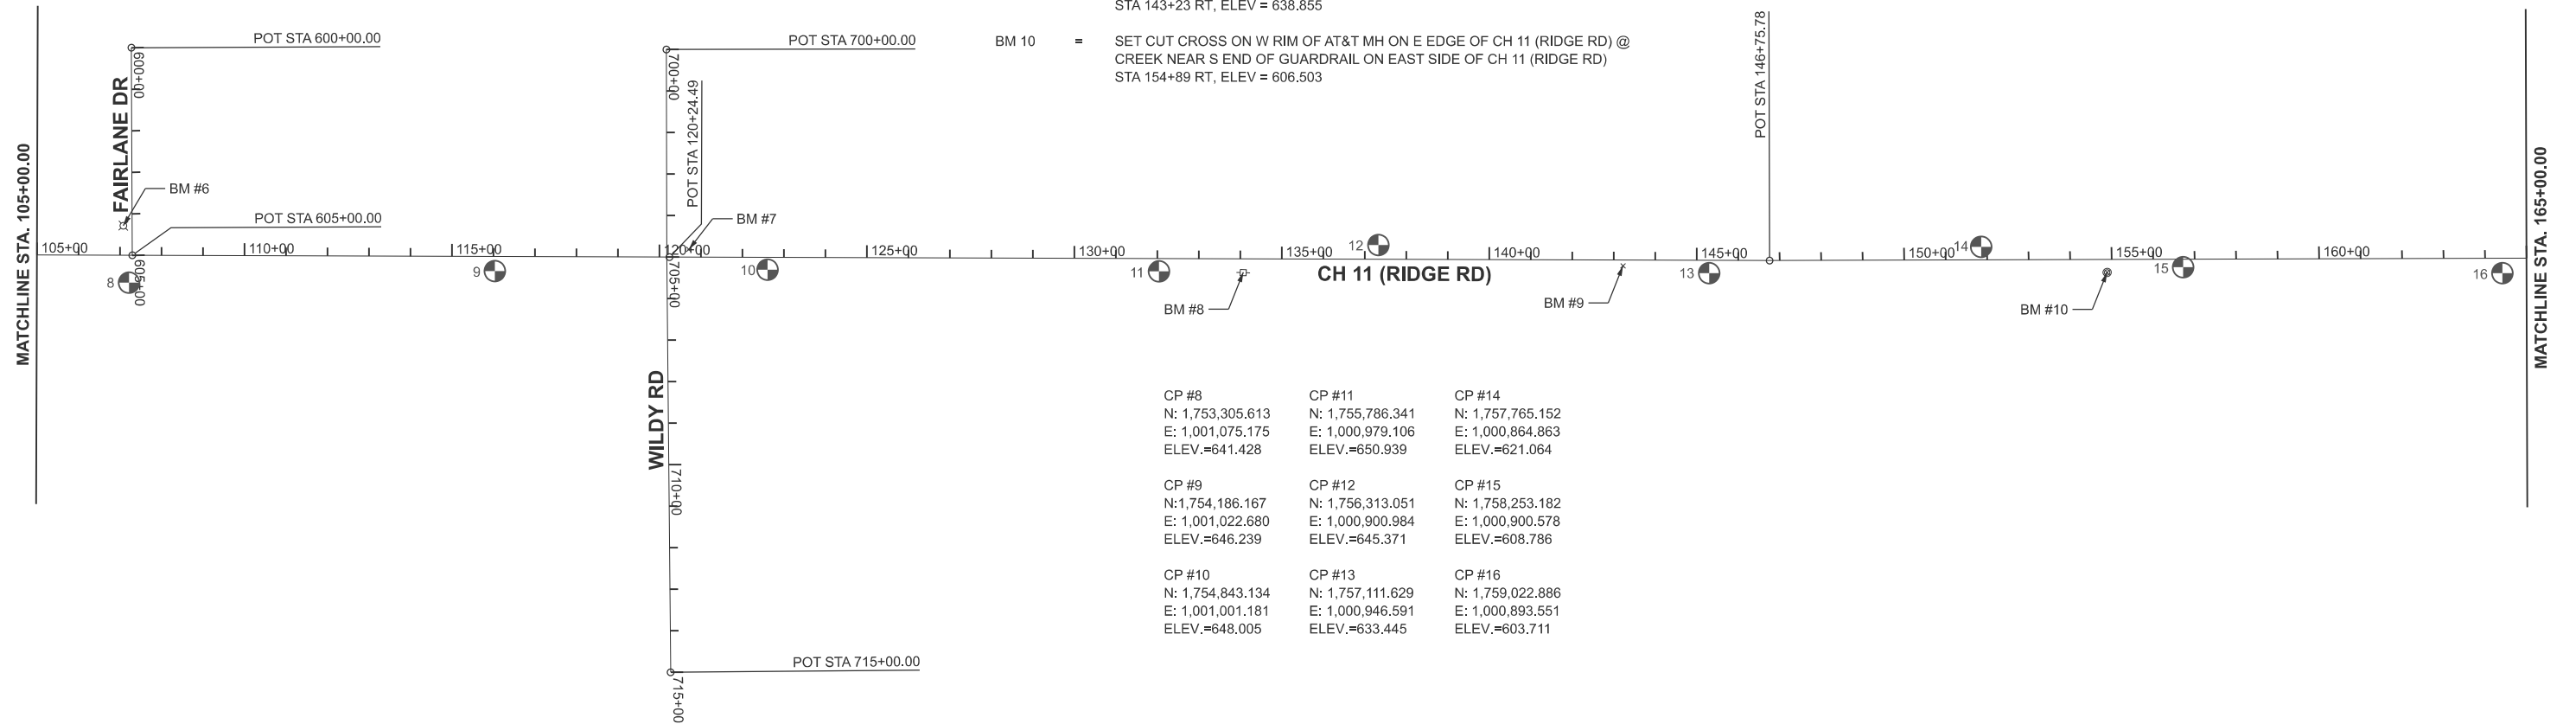 STA 143+23 RT, ELEV = 638.855
BM 10 = SET CUT CROSS ON W RIM OF AT&T MH ON E EDGE OF CH 11 (RIDGE RD) @
CREEK NEAR S END OF GUARDRAIL ON EAST SIDE OF CH 11 (RIDGE RD)
STA 154+89 RT, ELEV = 606.503
POT STA 600+00.00
600+00
FAIRLANE DR
BM #6
POT STA 605+00.00
605+00
POT STA 700+00.00
700+00
POT STA 120+24.49
BM #7
705+00
POT STA 146+75.78
MATCHLINE STA. 105+00.00
MATCHLINE STA. 165+00.00
105+00 110+00 115+00 120+00 125+00 130+00 135+00 140+00 145+00 150+00 155+00 160+00
8 9 10 11 12 13 14 15 16
CH 11 (RIDGE RD)
BM #8
BM #9
BM #10
WILDY RD
710+00
POT STA 715+00.00
715+00
CP #8
N: 1,753,305.613
E: 1,001,075.175
ELEV.=641.428
CP #9
N:1,754,186.167
E: 1,001,022.680
ELEV.=646.239
CP #10
N: 1,754,843.134
E: 1,001,001.181
ELEV.=648.005
CP #11
N: 1,755,786.341
E: 1,000,979.106
ELEV.=650.939
CP #12
N: 1,756,313.051
E: 1,000,900.984
ELEV.=645.371
CP #13
N: 1,757,111.629
E: 1,000,946.591
ELEV.=633.445
CP #14
N: 1,757,765.152
E: 1,000,864.863
ELEV.=621.064
CP #15
N: 1,758,253.182
E: 1,000,900.578
ELEV.=608.786
CP #16
N: 1,759,022.886
E: 1,000,893.551
ELEV.=603.711